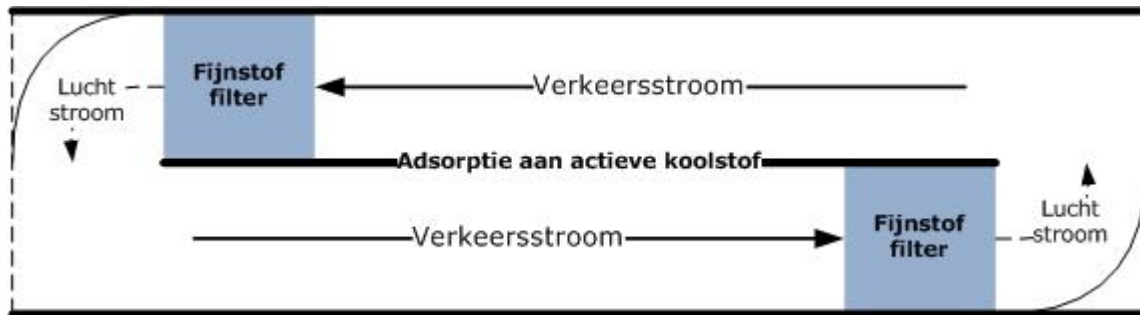 Fijnstof
filter
Verkeersstroom
Lucht
stroom
Adsorptie aan actieve koolstof
Verkeersstroom
Fijnstof
filter
Lucht
stroom